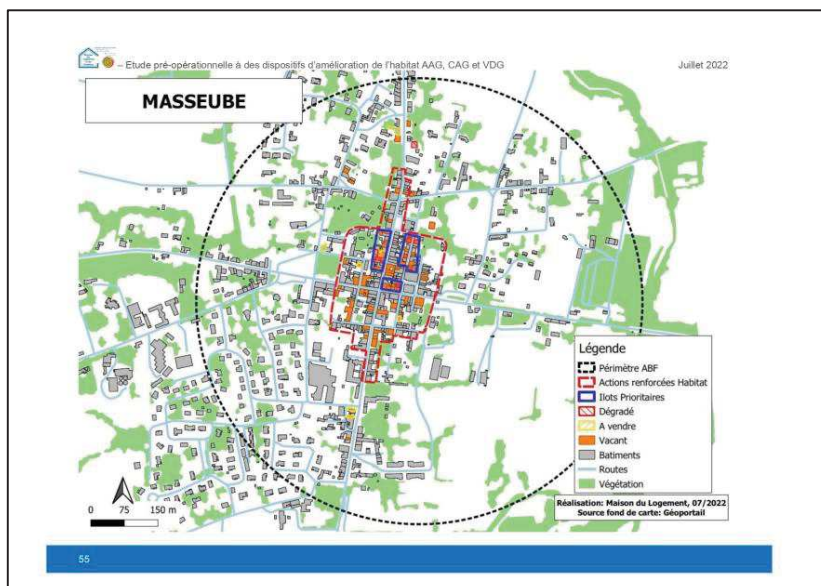 – Etude pré-opérationnelle à des dispositifs d'amélioration de l'habitat AAG, CAG et VDG
Juillet 2022
MASSEUBE
Légende
Périmètre ABF
Actions renforcées Habitat
Ilots Prioritaires
Dégradé
A vendre
Vacant
Batiments
Routes
Végétation
0 75 150 m
Réalisation: Maison du Logement, 07/2022
Source fond de carte: Géoportail
55